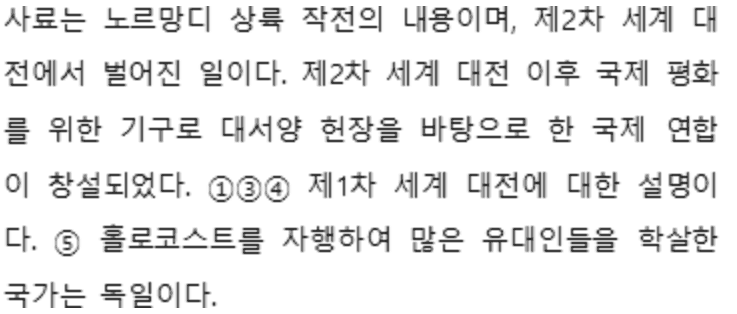 사료는 노르망디 상륙 작전의 내용이며, 제2차 세계 대
전에서 벌어진 일이다. 제2차 세계 대전 이후 국제 평화
를 위한 기구로 대서양 헌장을 바탕으로 한 국제 연합
이 창설되었다. ①③④ 제1차 세계 대전에 대한 설명이
다. ⑤ 홀로코스트를 자행하여 많은 유대인들을 학살한
국가는 독일이다.